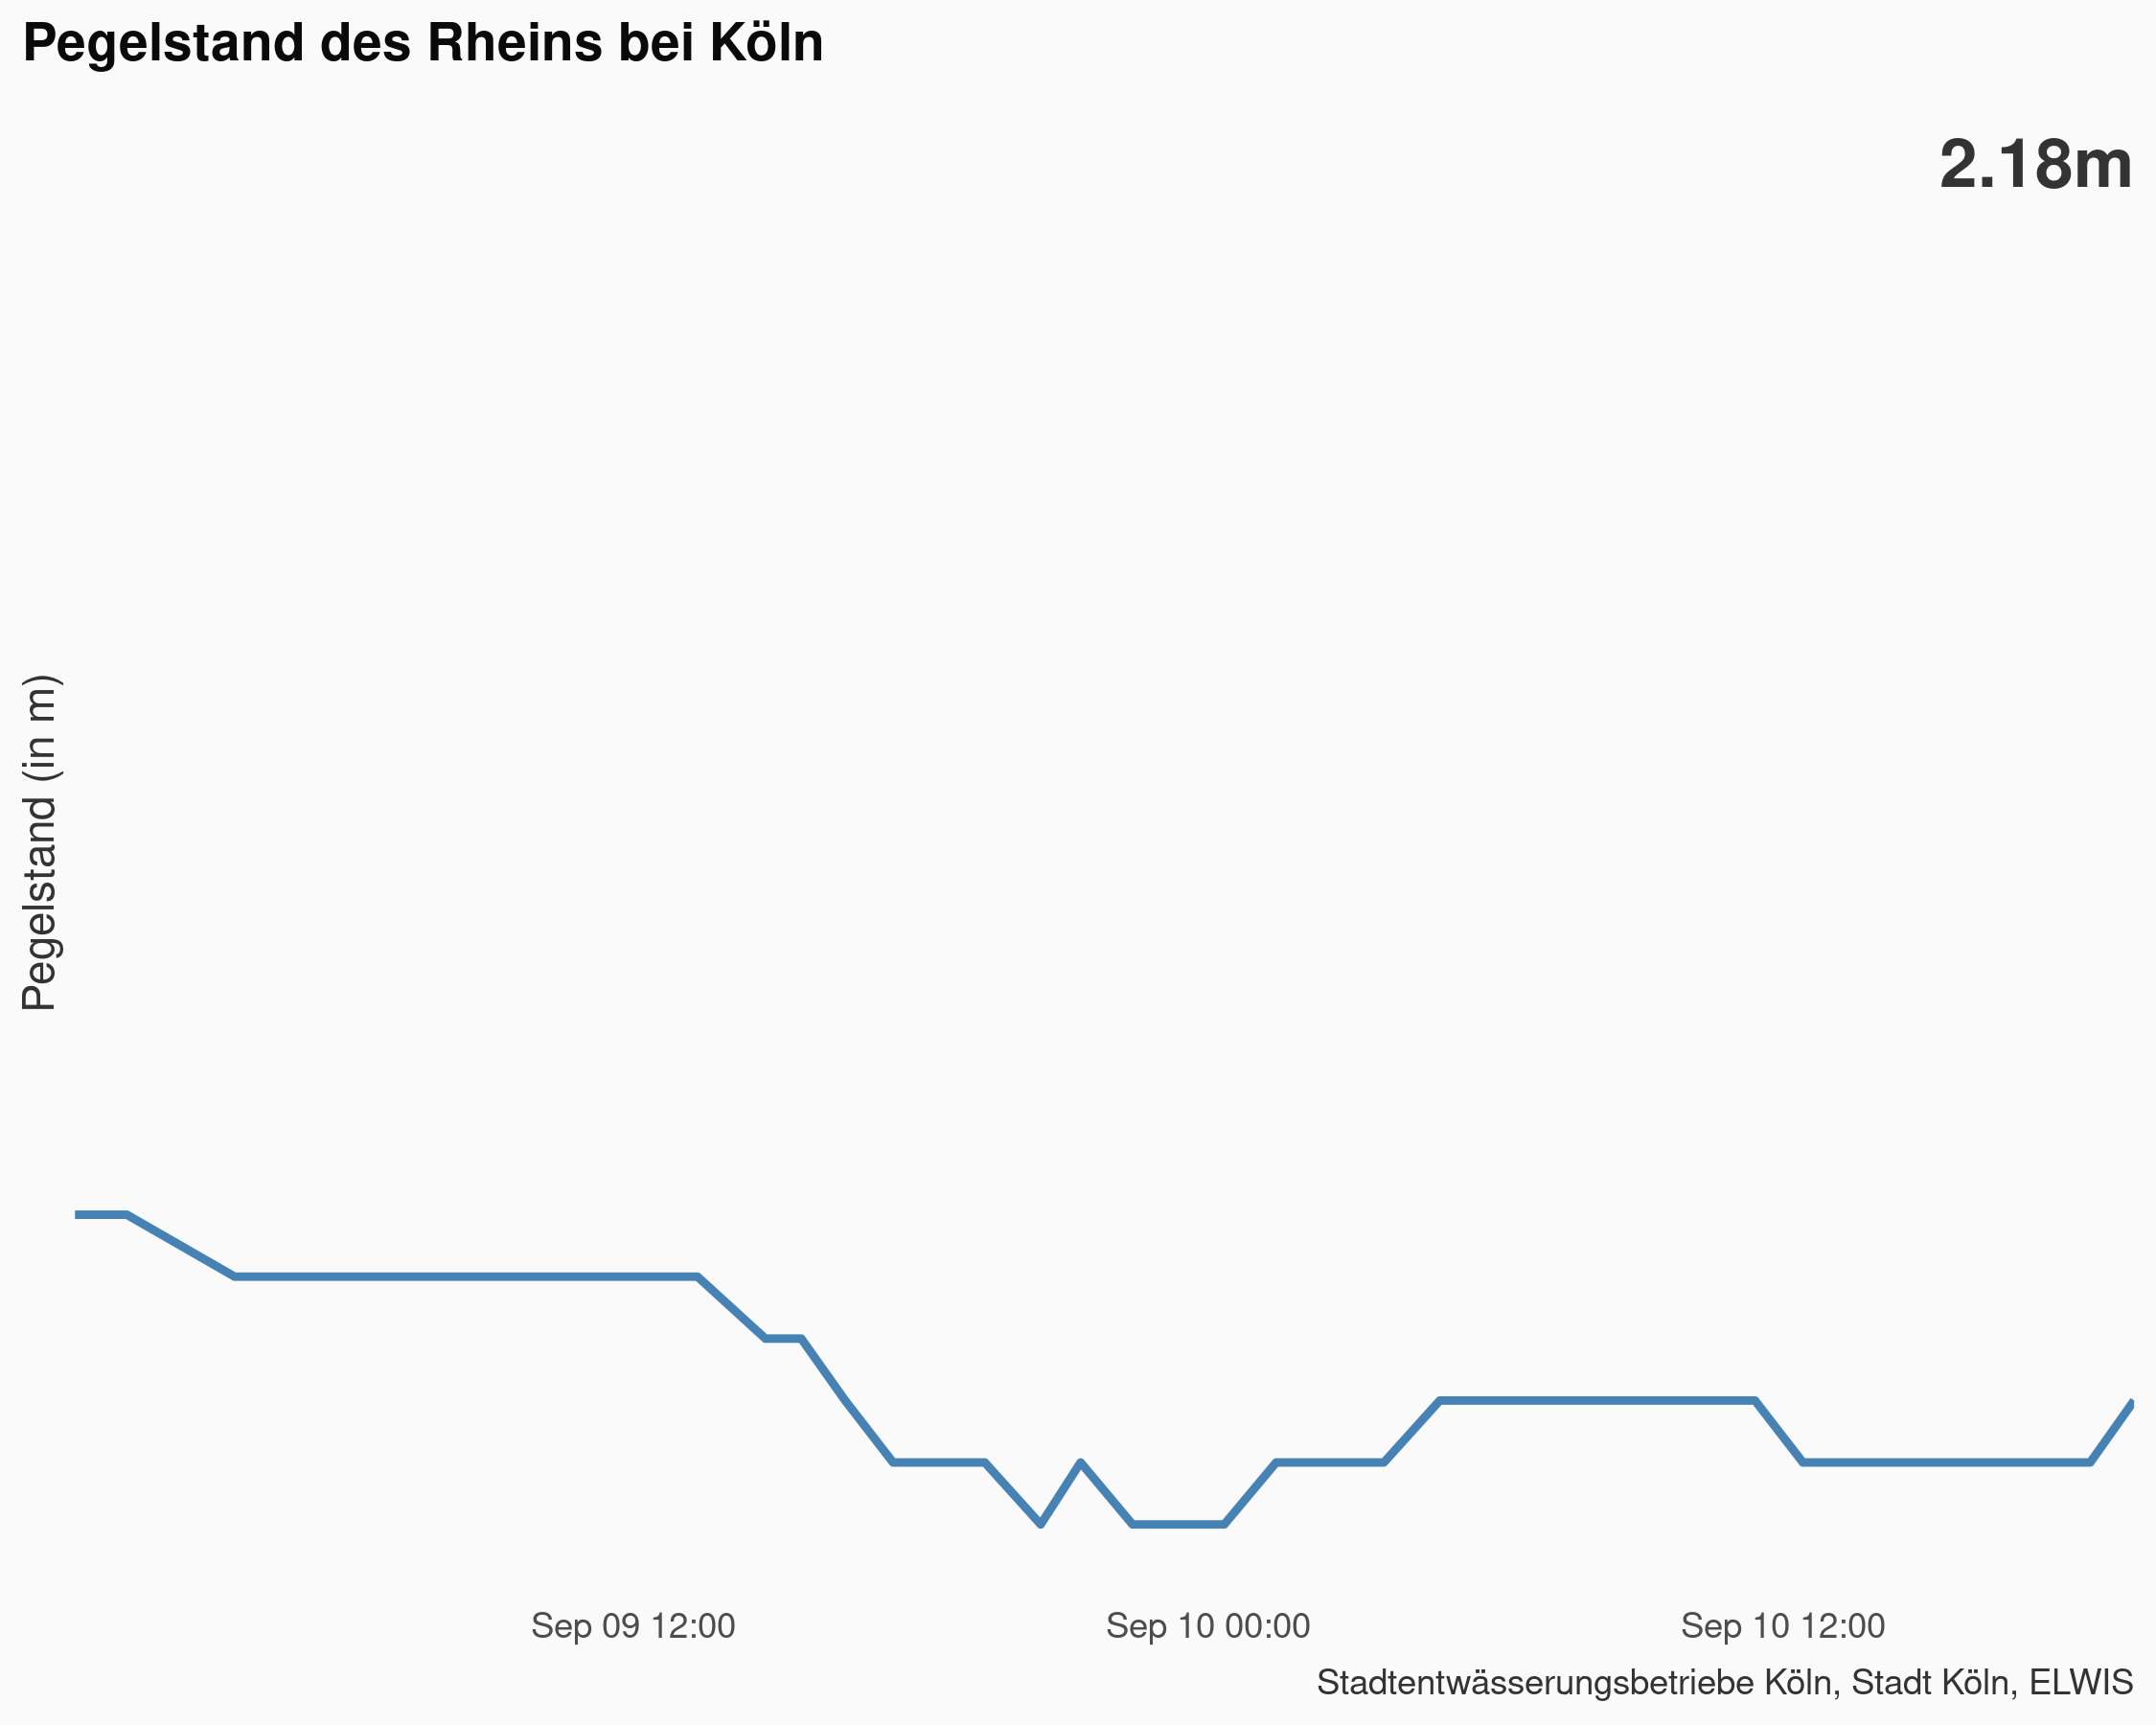 Pegelstand des Rheins bei Köln
2.18m
Pegelstand (in m)
Sep 09 12:00 Sep 10 00:00 Sep 10 12:00
Stadtentwässerungsbetriebe Köln, Stadt Köln, ELWIS